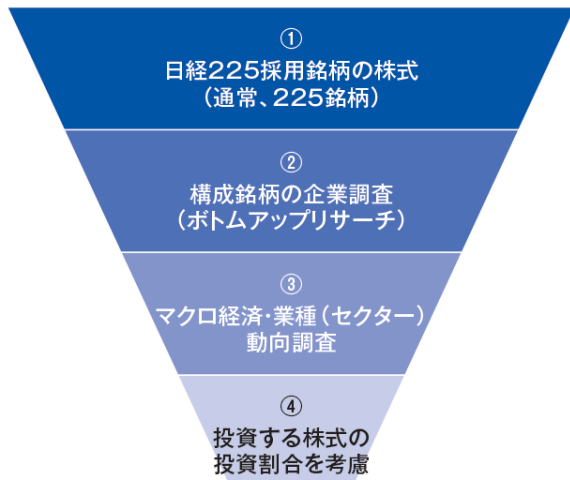 ①
日経225採用銘柄の株式
（通常、225銘柄）
②
構成銘柄の企業調査
（ボトムアップリサーチ）
③
マクロ経済・業種（セクター）
動向調査
④
投資する株式の
投資割合を考慮